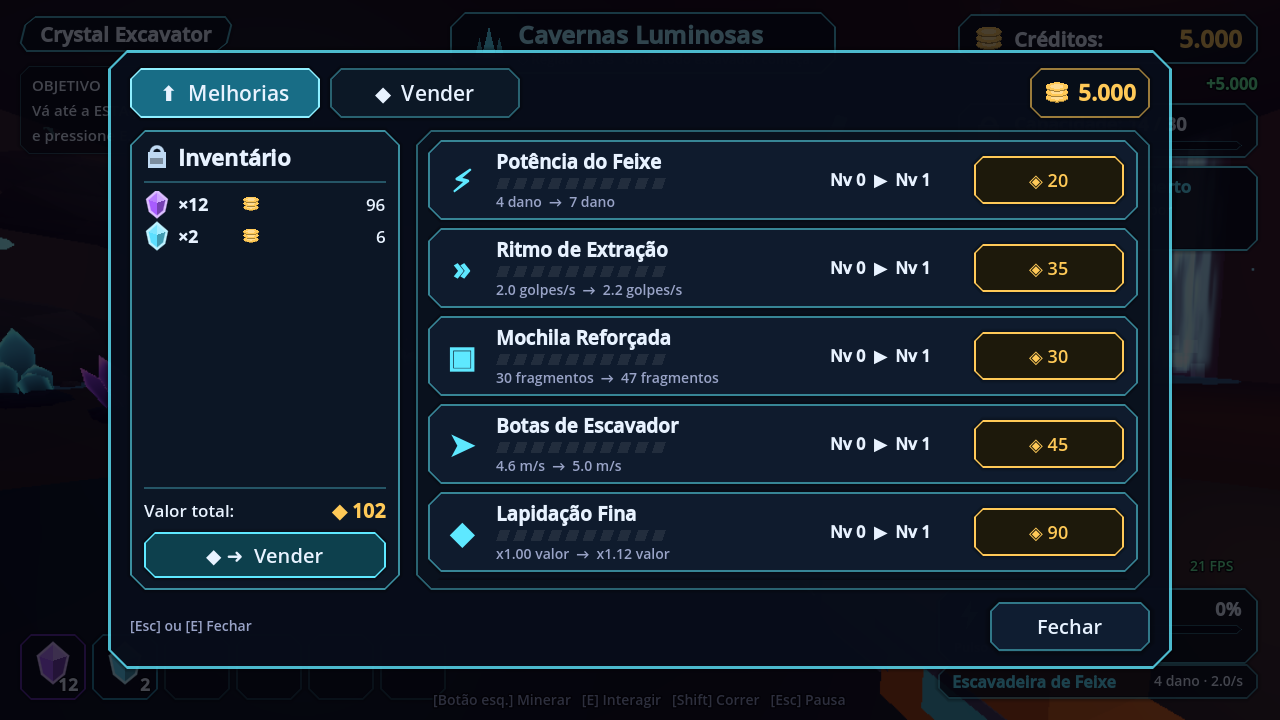 Crystal Excavator
Cavernas Luminosas
Créditos: 5.000
+5.000
OBJETIVO
Vá até a ES
e pression
Melhorias
Vender
5.000
Inventário
×12 96
×2 6
Valor total: 102
Vender
Potência do Feixe
4 dano → 7 dano
Nv 0 ▶ Nv 1
20
Ritmo de Extração
2.0 golpes/s → 2.2 golpes/s
Nv 0 ▶ Nv 1
35
Mochila Reforçada
30 fragmentos → 47 fragmentos
Nv 0 ▶ Nv 1
30
Botas de Escavador
4.6 m/s → 5.0 m/s
Nv 0 ▶ Nv 1
45
Lapidação Fina
x1.00 valor → x1.12 valor
Nv 0 ▶ Nv 1
90
[Esc] ou [E] Fechar
Fechar
21 FPS
0%
12
2
[Botão esq.] Minerar [E] Interagir [Shift] Correr [Esc] Pausa
Escavadeira de Feixe 4 dano · 2.0/s